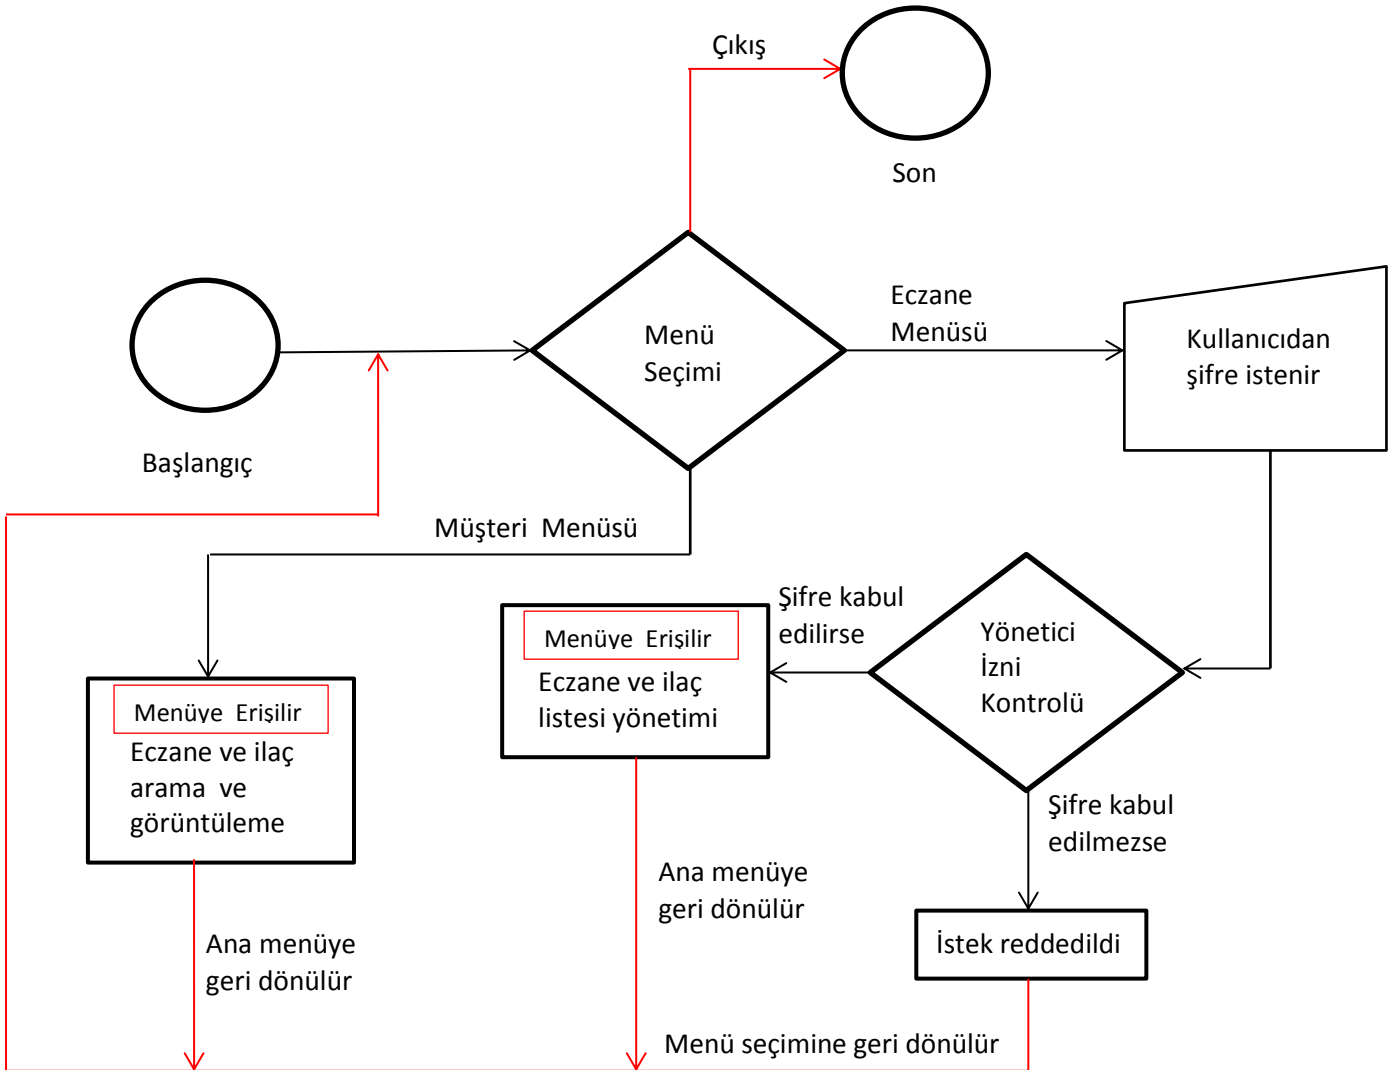 Çıkış
Son
Başlangıç
Menü
Seçimi
Eczane
Menüsü
Kullanıcıdan
şifre istenir
Müşteri  Menüsü
Menüye  Erişilir
Eczane ve ilaç
arama  ve
görüntüleme
Menüye  Erişilir
Eczane ve ilaç
listesi yönetimi
Şifre kabul
edilirse
Yönetici
İzni
Kontrolü
Şifre kabul
edilmezse
İstek reddedildi
Ana menüye
geri dönülür
Ana menüye
geri dönülür
Menü seçimine geri dönülür